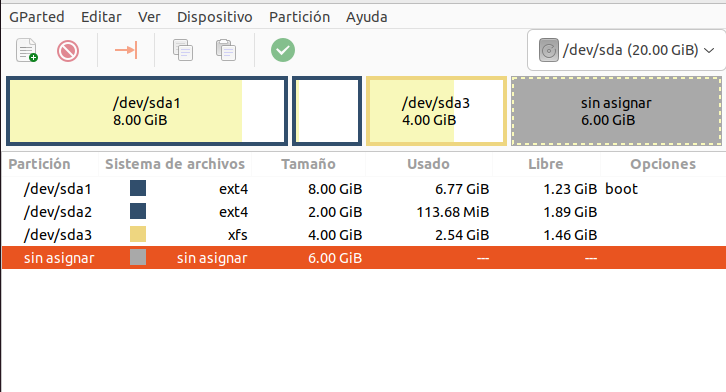 GParted Editar Ver Dispositivo Partición Ayuda
/dev/sda (20.00 GiB)
/dev/sda1
8.00 GiB
/dev/sda3
4.00 GiB
sin asignar
6.00 GiB
Partición Sistema de archivos Tamaño Usado Libre Opciones
/dev/sda1 ext4 8.00 GiB 6.77 GiB 1.23 GiB boot
/dev/sda2 ext4 2.00 GiB 113.68 MiB 1.89 GiB
/dev/sda3 xfs 4.00 GiB 2.54 GiB 1.46 GiB
sin asignar sin asignar 6.00 GiB --- ---